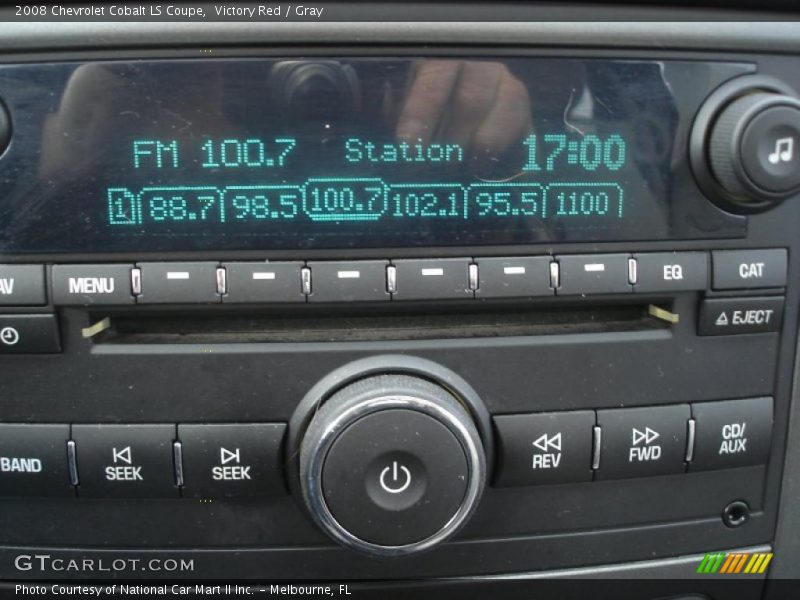 2008 Chevrolet Cobalt LS Coupe,  Victory Red / Gray
FM 100.7 Station 17:00
1 88.7 98.5 100.7 102.1 95.5 1100
MENU EQ CAT
EJECT
BAND SEEK SEEK REV FWD CD/AUX
GTCARLOT.COM
Photo Courtesy of National Car Mart II Inc. – Melbourne, FL